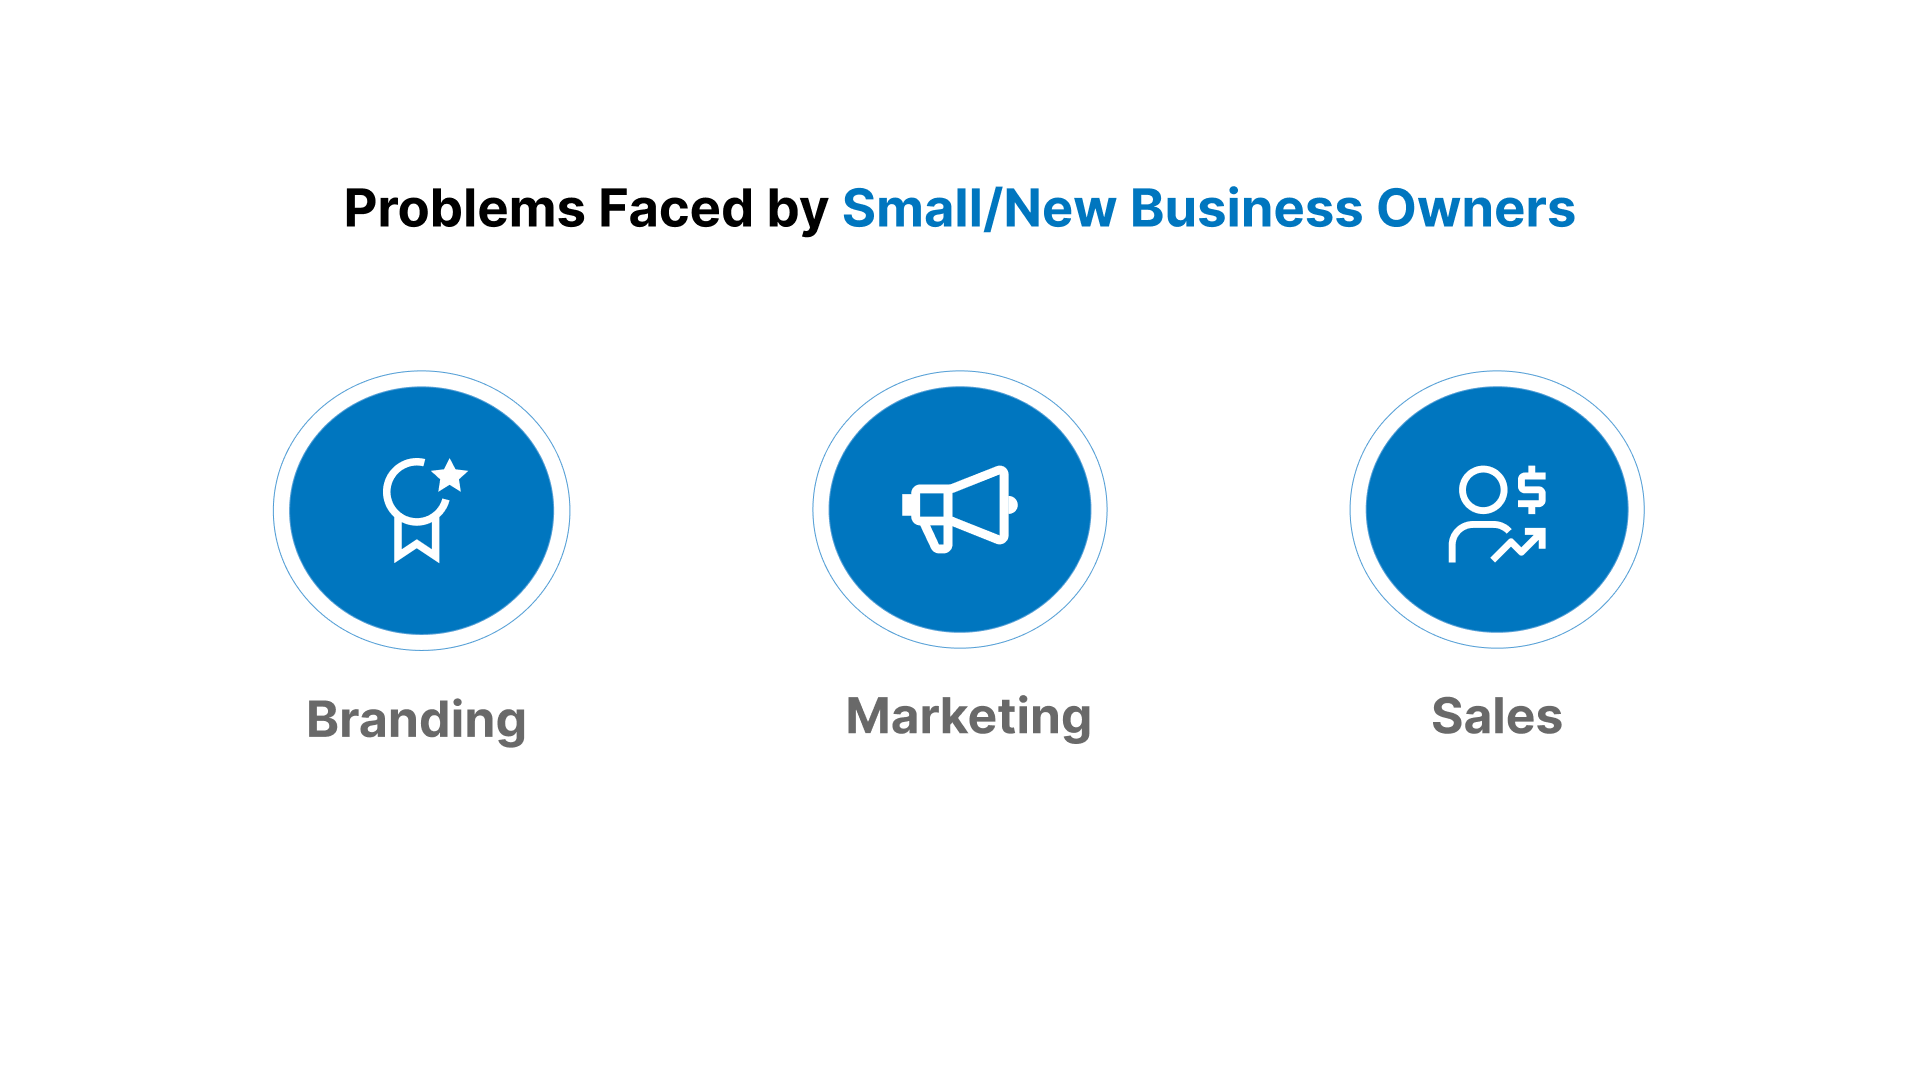 Problems Faced by Small/New Business Owners
Branding
Marketing
Sales